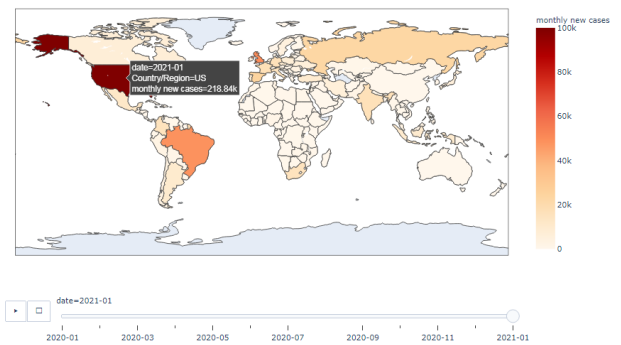 monthly new cases
100k
80k
60k
40k
20k
0
date=2021-01
Country/Region=US
monthly new cases=218.84k
date=2021-01
2020-01
2020-03
2020-05
2020-07
2020-09
2020-11
2021-01